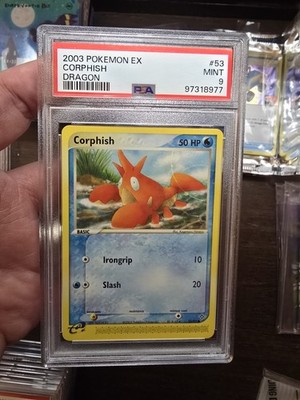 2003 POKEMON EX #53
CORPHISH MINT
DRAGON 9
PSA 97318977
Corphish 50 HP
BASIC
Irongrip 10
Slash 20